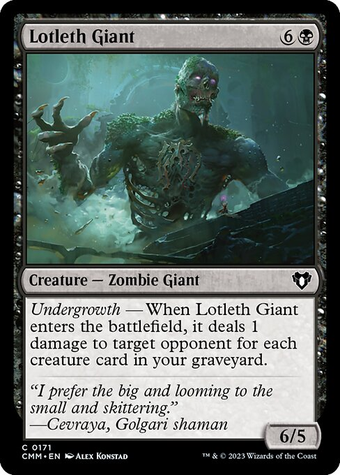 Lotleth Giant 6
Creature — Zombie Giant
Undergrowth — When Lotleth Giant
enters the battlefield, it deals 1
damage to target opponent for each
creature card in your graveyard.
“I prefer the big and looming to the
small and skittering.”
—Cevraya, Golgari shaman
6/5
C 0171
CMM • EN ALEX KONSTAD
™ & © 2023 Wizards of the Coast